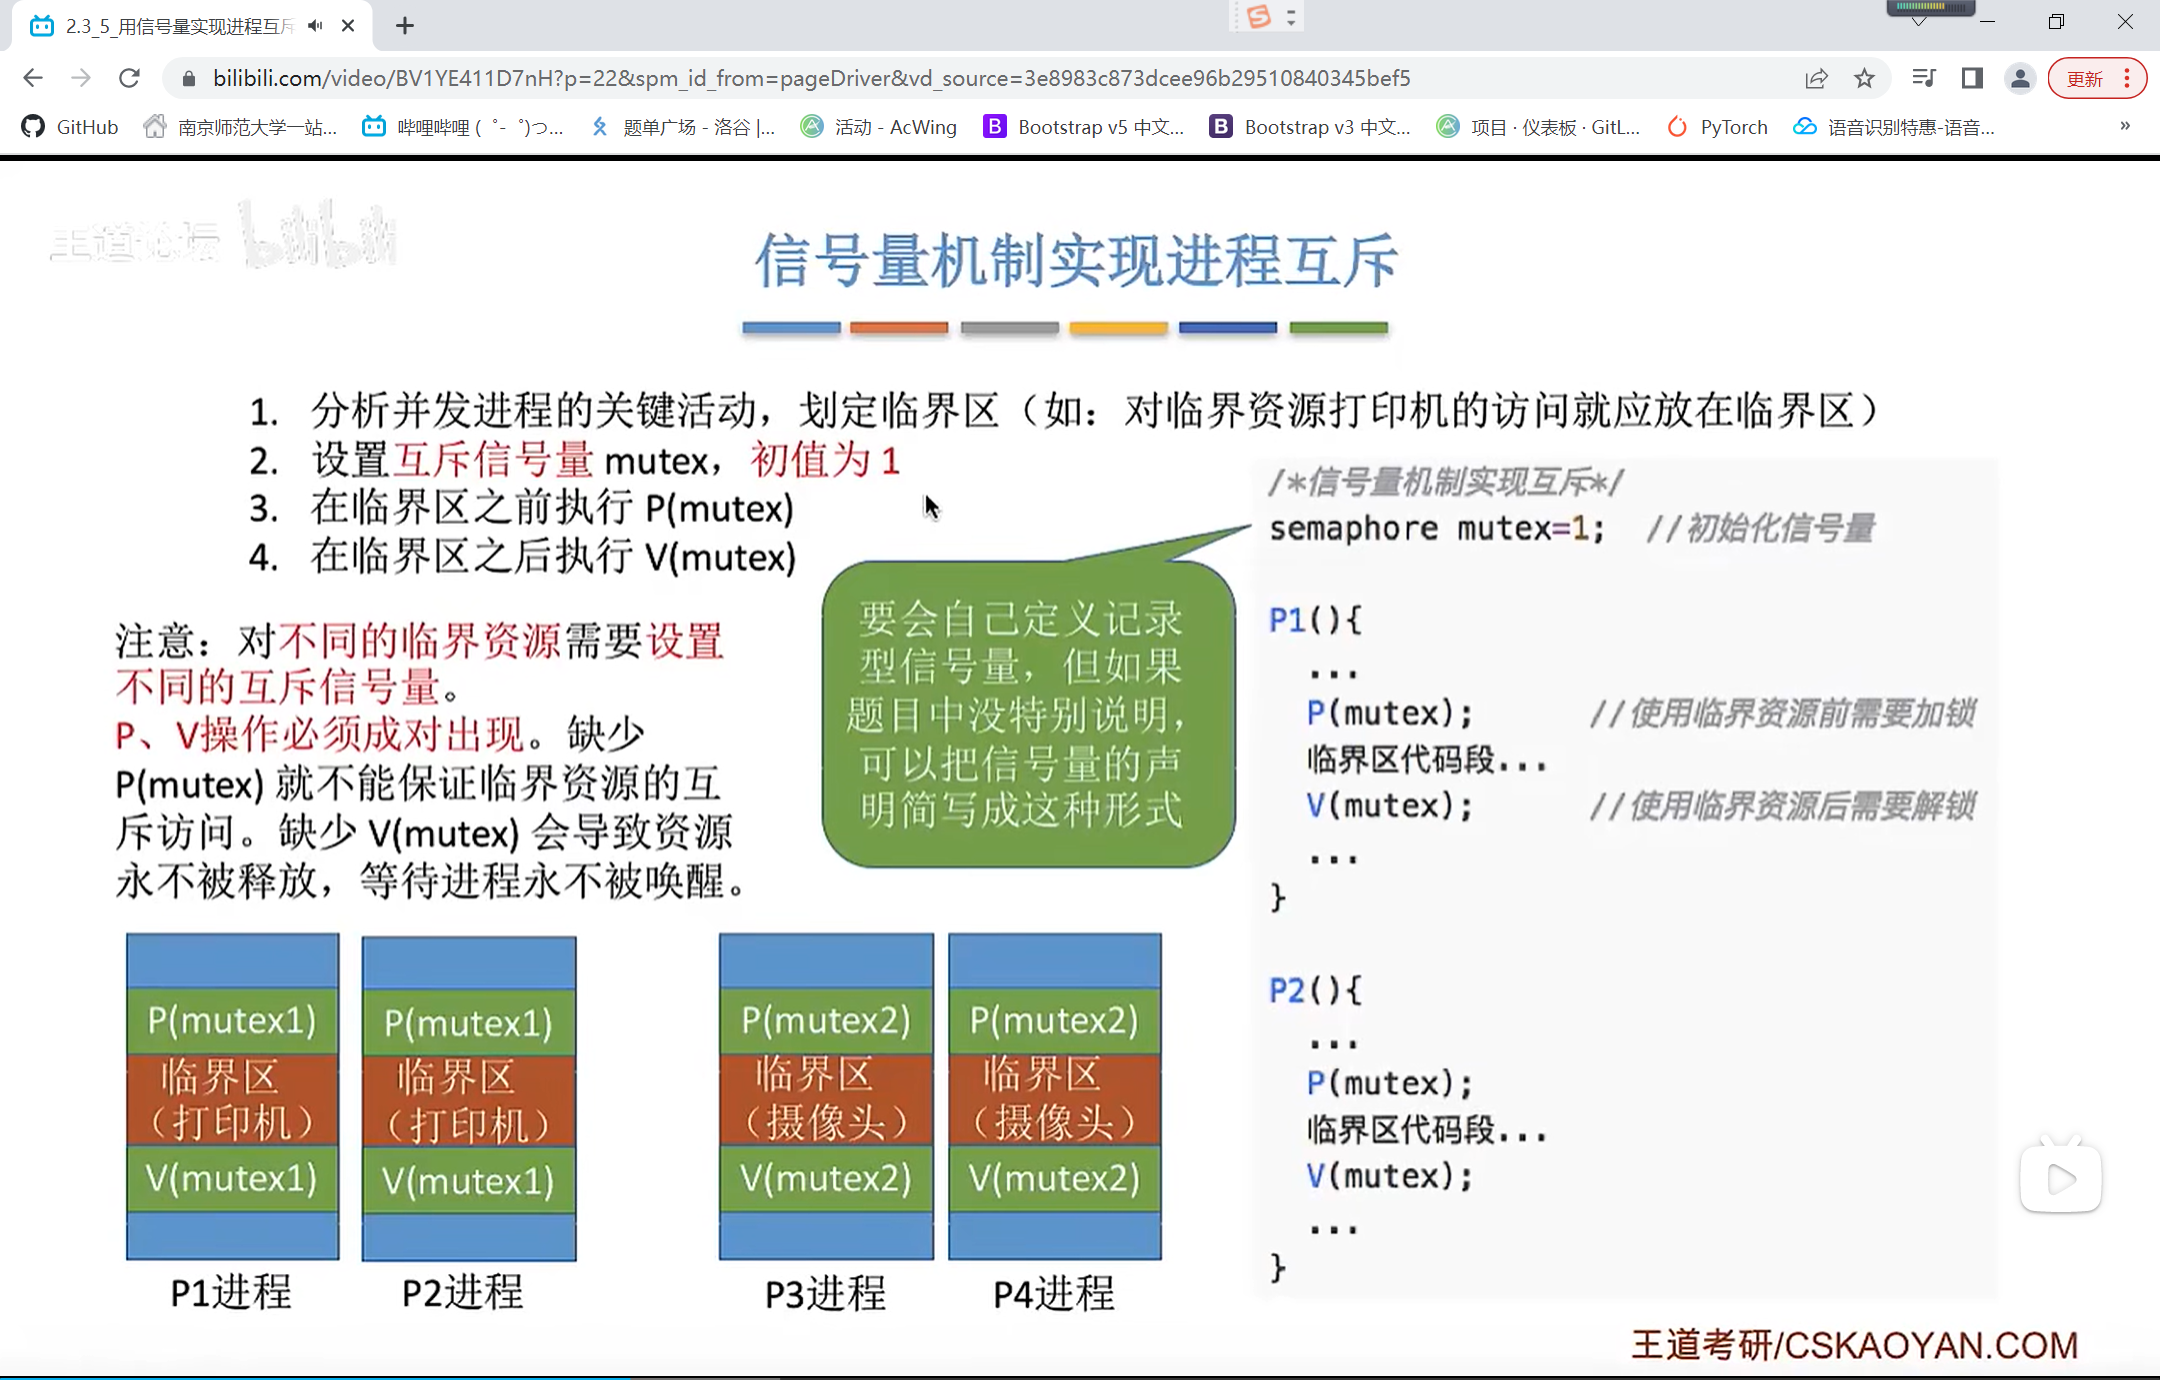 2.3_5_用信号量实现进程互斥
bilibili.com/video/BV1YE411D7nH?p=22&spm_id_from=pageDriver&vd_source=3e8983c873dcee96b29510840345bef5
更新
GitHub 南京师范大学一站... 哔哩哔哩 (゜-゜)つ... 题单广场 - 洛谷 |... 活动 - AcWing Bootstrap v5 中文... Bootstrap v3 中文... 项目 · 仪表板 · GitL... PyTorch 语音识别特惠-语音... »
王道论坛 bilibili
信号量机制实现进程互斥
1. 分析并发进程的关键活动，划定临界区（如：对临界资源打印机的访问就应放在临界区）
2. 设置互斥信号量 mutex，初值为 1
3. 在临界区之前执行 P(mutex)
4. 在临界区之后执行 V(mutex)
注意：对不同的临界资源需要设置
不同的互斥信号量。
P、V操作必须成对出现。缺少
P(mutex) 就不能保证临界资源的互
斥访问。缺少 V(mutex) 会导致资源
永不被释放，等待进程永不被唤醒。
要会自己定义记录
型信号量，但如果
题目中没特别说明，
可以把信号量的声
明简写成这种形式
/*信号量机制实现互斥*/
semaphore mutex=1; //初始化信号量
P1(){
...
P(mutex); //使用临界资源前需要加锁
临界区代码段...
V(mutex); //使用临界资源后需要解锁
...
}
P2(){
...
P(mutex);
临界区代码段...
V(mutex);
...
}
P(mutex1)
临界区
（打印机）
V(mutex1)
P1进程
P(mutex1)
临界区
（打印机）
V(mutex1)
P2进程
P(mutex2)
临界区
（摄像头）
V(mutex2)
P3进程
P(mutex2)
临界区
（摄像头）
V(mutex2)
P4进程
王道考研/CSKAOYAN.COM